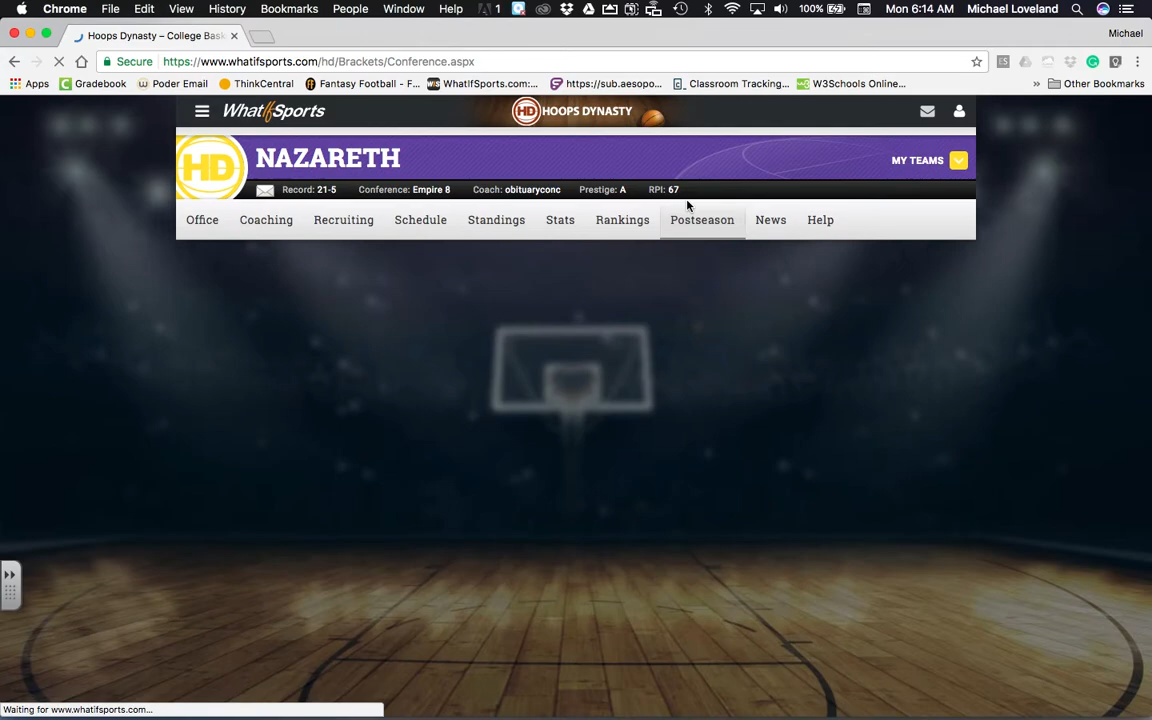 Chrome File Edit View History Bookmarks People Window Help 1 100% Mon 6:14 AM Michael Loveland
Hoops Dynasty – College Bas Michael
Secure https://www.whatifsports.com/hd/Brackets/Conference.aspx
Apps Gradebook Poder Email ThinkCentral Fantasy Football - F... WhatIfSports.com:... https://sub.aesopo... Classroom Tracking... W3Schools Online... » Other Bookmarks
WhatIfSports HD HOOPS DYNASTY
HD NAZARETH MY TEAMS
Record: 21-5 Conference: Empire 8 Coach: obituaryconc Prestige: A RPI: 67
Office Coaching Recruiting Schedule Standings Stats Rankings Postseason News Help
Waiting for www.whatifsports.com...